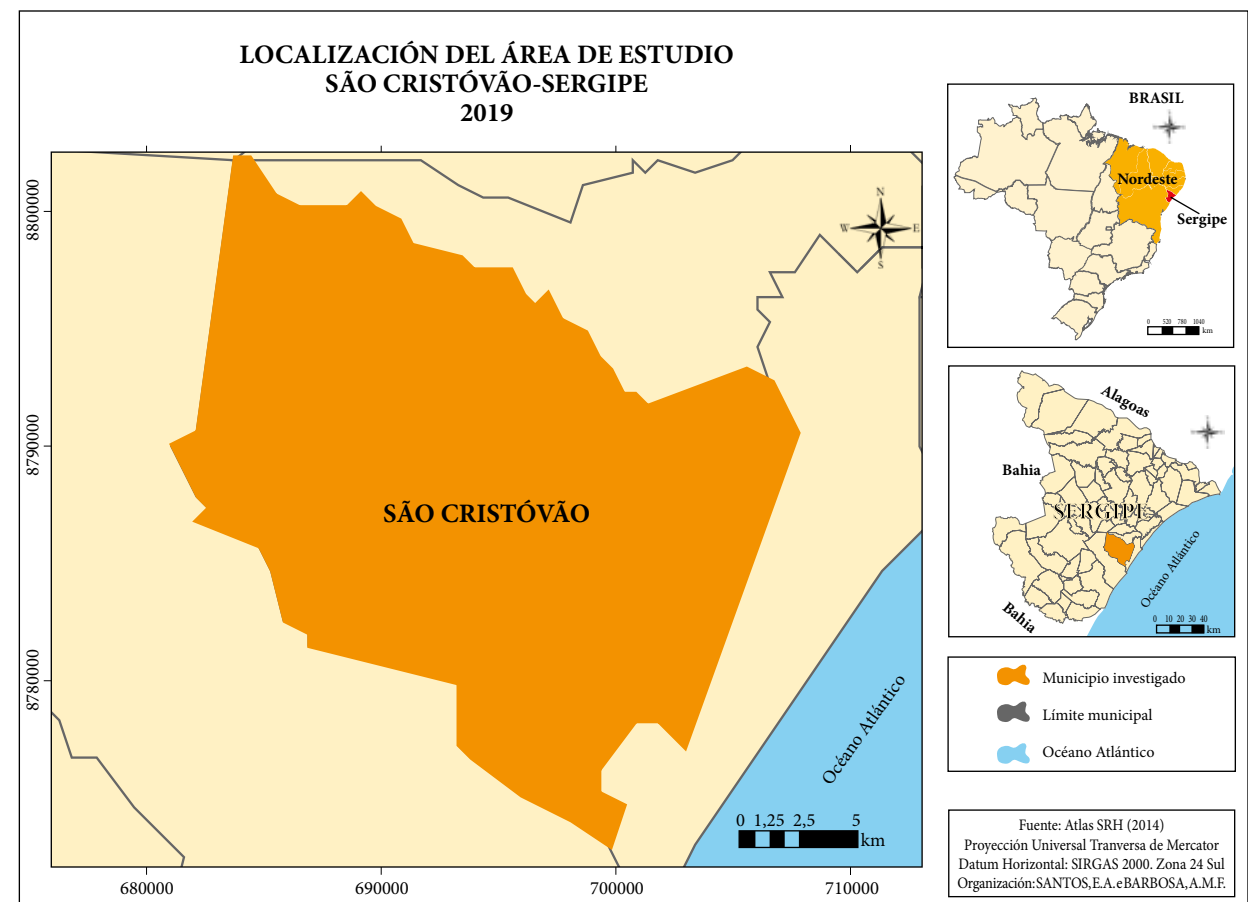 LOCALIZACIÓN DEL ÁREA DE ESTUDIO
SÃO CRISTÓVÃO-SERGIPE
2019
8800000
8790000
8780000
680000
690000
700000
710000
N
W
E
S
SÃO CRISTÓVÃO
Océano Atlántico
0 1,25 2,5 5
km
BRASIL
Nordeste
Sergipe
0 520 780 1040
km
Alagoas
Bahia
SERGIPE
Bahia
Océano Atlántico
0 10 20 30 40
km
Municipio investigado
Límite municipal
Océano Atlántico
Fuente: Atlas SRH (2014)
Proyección Universal Tranversa de Mercator
Datum Horizontal: SIRGAS 2000. Zona 24 Sul
Organización:SANTOS,E.A.eBARBOSA,A.M.F.